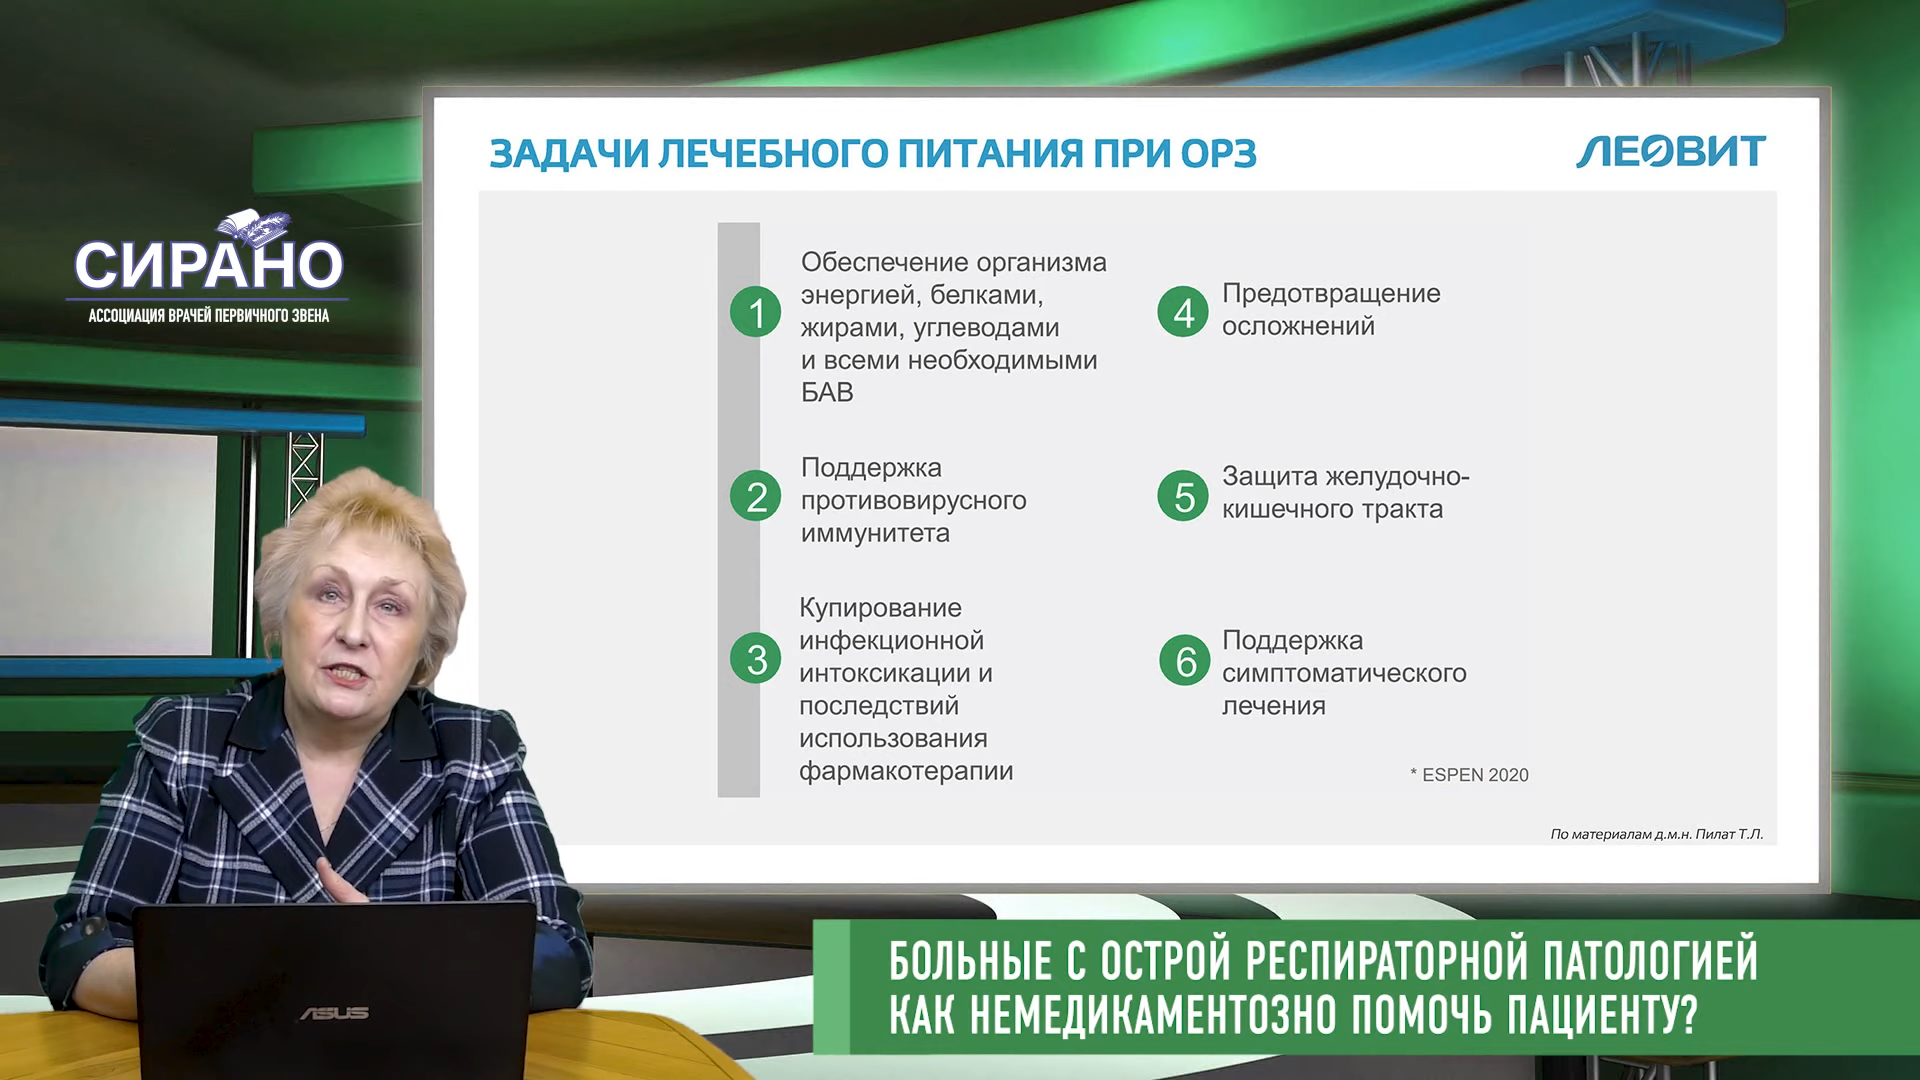 ЗАДАЧИ ЛЕЧЕБНОГО ПИТАНИЯ ПРИ ОРЗ
ЛЕОВИТ
СИРАНО
АССОЦИАЦИЯ ВРАЧЕЙ ПЕРВИЧНОГО ЗВЕНА
1
Обеспечение организма
энергией, белками,
жирами, углеводами
и всеми необходимыми
БАВ
2
Поддержка
противовирусного
иммунитета
3
Купирование
инфекционной
интоксикации и
последствий
использования
фармакотерапии
4
Предотвращение
осложнений
5
Защита желудочно-
кишечного тракта
6
Поддержка
симптоматического
лечения
* ESPEN 2020
По материалам д.м.н. Пилат Т.Л.
ASUS
БОЛЬНЫЕ С ОСТРОЙ РЕСПИРАТОРНОЙ ПАТОЛОГИЕЙ
КАК НЕМЕДИКАМЕНТОЗНО ПОМОЧЬ ПАЦИЕНТУ?